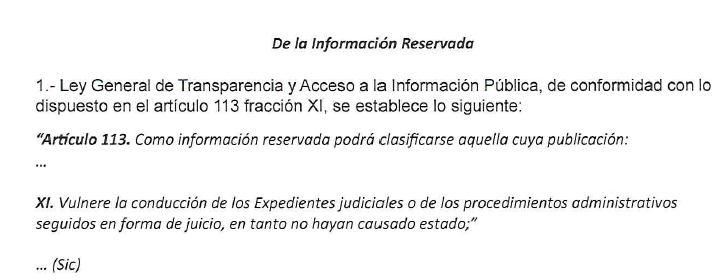 De la Información Reservada
1.- Ley General de Transparencia y Acceso a la Información Pública, de conformidad con lo
dispuesto en el artículo 113 fracción XI, se establece lo siguiente:
“Artículo 113. Como información reservada podrá clasificarse aquella cuya publicación:
...
XI. Vulnere la conducción de los Expedientes judiciales o de los procedimientos administrativos
seguidos en forma de juicio, en tanto no hayan causado estado;”
... (Sic)